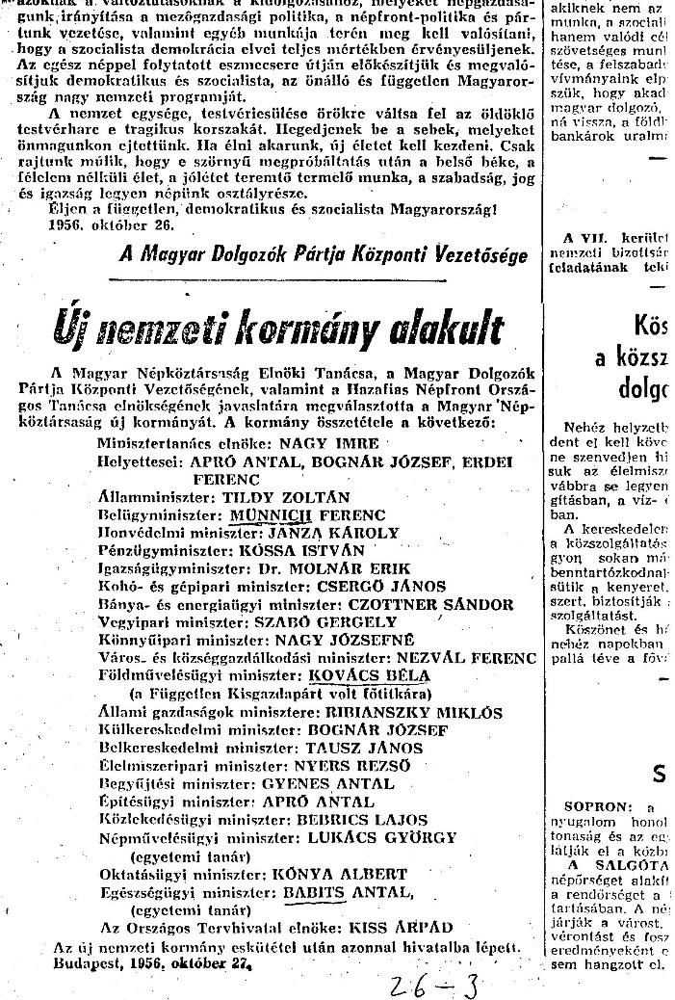 azoknak a változtatásoknak a kidolgozásához, melyeket népgazdasá-
gunk irányítása a mezőgazdasági politika, a népfront-politika és pár-
tunk vezetése, valamint egyéb munkája terén meg kell valósítani,
hogy a szocialista demokrácia elvei teljes mértékben érvényesüljenek.
Az egész néppel folytatott eszmecsere útján előkészítjük és megvaló-
sítjuk demokratikus és szocialista, az önálló és független Magyaror-
szág nagy nemzeti programját.
A nemzet egysége, testvériesülése örökre váltsa fel az öldöklő
testvérharc e tragikus korszakát. Hegedjenek be a sebek, melyeket
önmagunkon ejtettünk. Ha élni akarunk, új életet kell kezdeni. Csak
rajtunk múlik, hogy e szörnyű megpróbáltatás után a belső béke, a
félelem nélküli élet, a jólétet teremtő termelő munka, a szabadság, jog
és igazság legyen népünk osztályrésze.
Éljen a független, demokratikus és szocialista Magyarország!
1956. október 26.
A Magyar Dolgozók Pártja Központi Vezetősége
Új nemzeti kormány alakult
A Magyar Népköztársaság Elnöki Tanácsa, a Magyar Dolgozók
Pártja Központi Vezetőségének, valamint a Hazafias Népfront Orszá-
gos Tanácsa elnökségének javaslatára megválasztotta a Magyar Nép-
köztársaság új kormányát. A kormány összetétele a következő:
Minisztertanács elnöke: NAGY IMRE
Helyettesei: APRÓ ANTAL, BOGNÁR JÓZSEF, ERDEI
FERENC
Államminiszter: TILDY ZOLTÁN
Belügyminiszter: MÜNNICH FERENC
Honvédelmi miniszter: JANZA KÁROLY
Pénzügyminiszter: KOSSA ISTVÁN
Igazságügyminiszter: Dr. MOLNÁR ERIK
Kohó- és gépipari miniszter: CSERGŐ JÁNOS
Bánya- és energiaügyi miniszter: CZOTTNER SÁNDOR
Vegyipari miniszter: SZABÓ GERGELY
Könnyűipari miniszter: NAGY JÓZSEFNÉ
Város- és községgazdálkodási miniszter: NEZVÁL FERENC
Földművelésügyi miniszter: KOVÁCS BÉLA
(a Független Kisgazdapárt volt főtitkára)
Állami gazdaságok minisztere: RIBIANSZKY MIKLÓS
Külkereskedelmi miniszter: BOGNÁR JÓZSEF
Belkereskedelmi miniszter: TAUSZ JÁNOS
Élelmiszeripari miniszter: NYERS REZSŐ
Begyűjtési miniszter: GYENES ANTAL
Építésügyi miniszter: APRÓ ANTAL
Közlekedésügyi miniszter: BEBRICS LAJOS
Népművelésügyi miniszter: LUKÁCS GYÖRGY
(egyetemi tanár)
Oktatásügyi miniszter: KÓNYA ALBERT
Egészségügyi miniszter: BABITS ANTAL,
(egyetemi tanár)
Az Országos Tervhivatal elnöke: KISS ÁRPÁD
Az új nemzeti kormány eskütétel után azonnal hivatalba lépett.
Budapest, 1956. október 27.
26-3
akiknek nem az
munka, a szociali
hanem valódi cél
szövetséges munl
tése, a felszabad
vívmányaink elp
szük, hogy akad
magyar dolgozó,
ná vissza, a földb
bankárok uralm
A VII. kerület
nemzeti bizottsár
feladatának teki
Kös
a közsz
dolgo
Nehéz helyzetb
dent el kell köve
ne szenvedjen hi
suk az élelmisz
vábbra se legyen
gításban, a víz-
ban.
A kereskedelem
a közszolgáltatás
gyon sokan má
benntartózkodnal
sütik a kenyeret,
szert, biztosítják
szolgáltatást.
Köszönet és h
nehéz napokban
pallá téve a főv
S
SOPRON: a
nyugalom honol
tonaság és az eg
látják el a közbi
A SALGÓTA
népőrséget alakít
a rendőrséget a
tartásában. A né
járják a várost,
vérontást és fosz
eredményeként e
sem hangzott el.